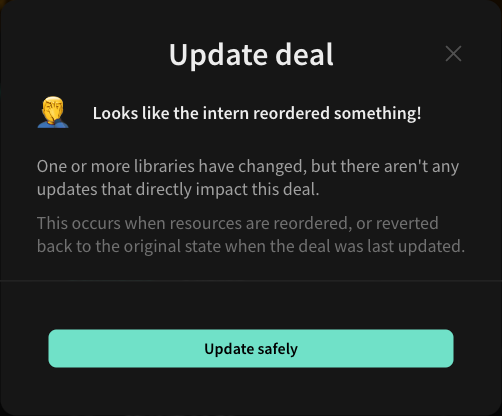 Update deal
Looks like the intern reordered something!
One or more libraries have changed, but there aren't any
updates that directly impact this deal.
This occurs when resources are reordered, or reverted
back to the original state when the deal was last updated.
Update safely